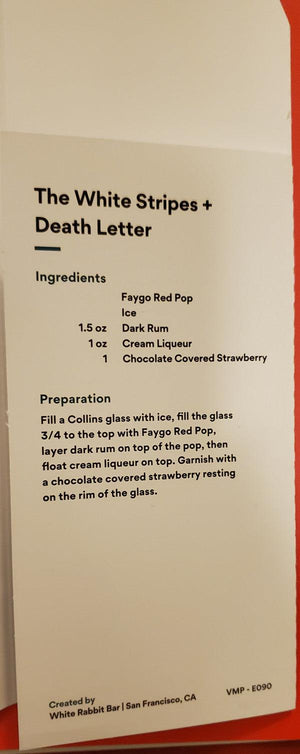 The White Stripes +
Death Letter
Ingredients
Faygo Red Pop
Ice
1.5 oz Dark Rum
1 oz Cream Liqueur
1 Chocolate Covered Strawberry
Preparation
Fill a Collins glass with ice, fill the glass
3/4 to the top with Faygo Red Pop,
layer dark rum on top of the pop, then
float cream liqueur on top. Garnish with
a chocolate covered strawberry resting
on the rim of the glass.
Created by
White Rabbit Bar | San Francisco, CA
VMP - E090